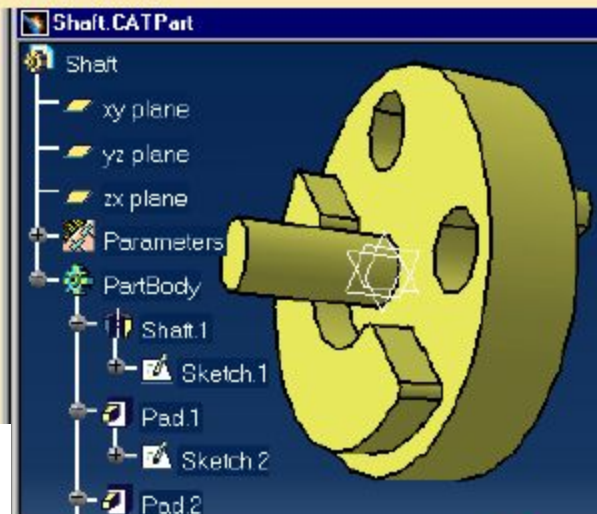 Shaft.CATPart
Shaft
xy plane
yz plane
zx plane
Parameters
PartBody
Shaft.1
Sketch.1
Pad.1
Sketch.2
Pad.2